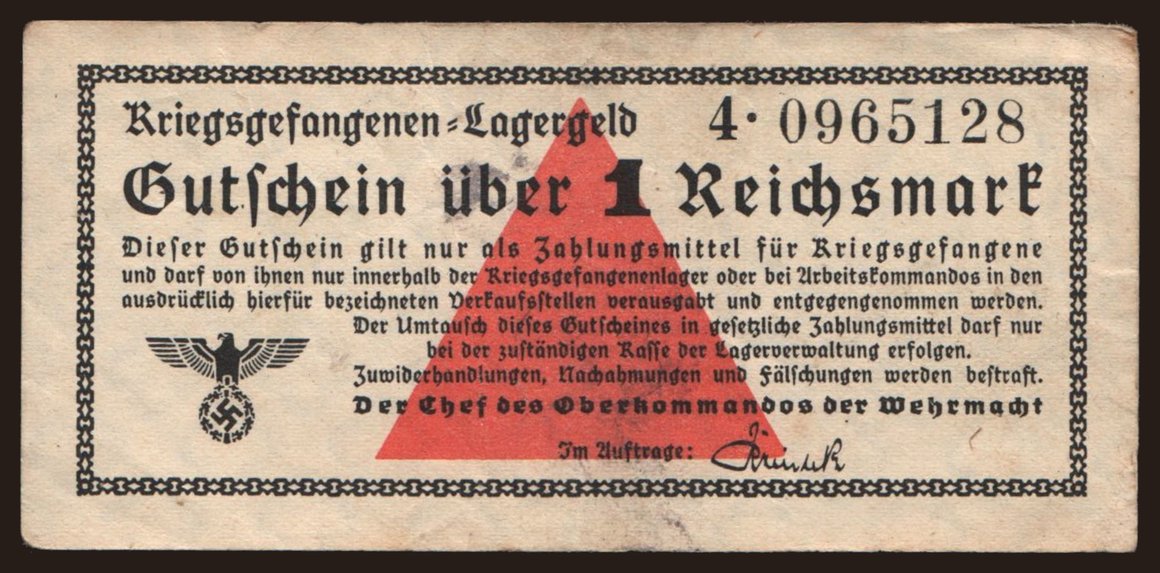 Kriegsgefangenen-Lagergeld 4· 0965128
Gutschein über 1 Reichsmark
Dieser Gutschein gilt nur als Zahlungsmittel für Kriegsgefangene
und darf von ihnen nur innerhalb der Kriegsgefangenenlager oder bei Arbeitskommandos in den
ausdrücklich hierfür bezeichneten Verkaufsstellen verausgabt und entgegengenommen werden.
Der Umtausch dieses Gutscheines in gesetzliche Zahlungsmittel darf nur
bei der zuständigen Kasse der Lagerverwaltung erfolgen.
Zuwiderhandlungen, Nachahmungen und Fälschungen werden bestraft.
Der Chef des Oberkommandos der Wehrmacht
Im Auftrage: